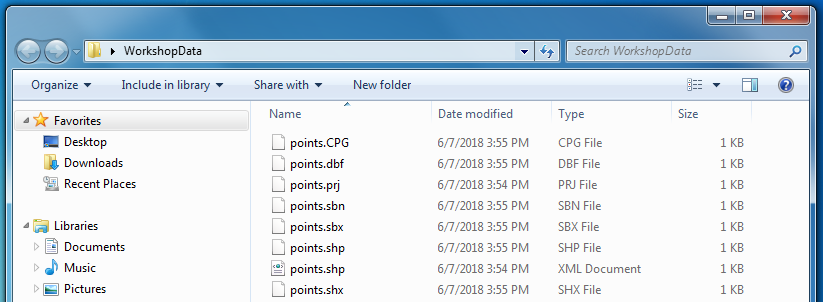 WorkshopData
Search WorkshopData
Organize Include in library Share with New folder
Favorites
Desktop
Downloads
Recent Places
Libraries
Documents
Music
Pictures
Name Date modified Type Size
points.CPG 6/7/2018 3:55 PM CPG File 1 KB
points.dbf 6/7/2018 3:55 PM DBF File 1 KB
points.prj 6/7/2018 3:54 PM PRJ File 1 KB
points.sbn 6/7/2018 3:55 PM SBN File 1 KB
points.sbx 6/7/2018 3:55 PM SBX File 1 KB
points.shp 6/7/2018 3:55 PM SHP File 1 KB
points.shp 6/7/2018 3:54 PM XML Document 1 KB
points.shx 6/7/2018 3:55 PM SHX File 1 KB